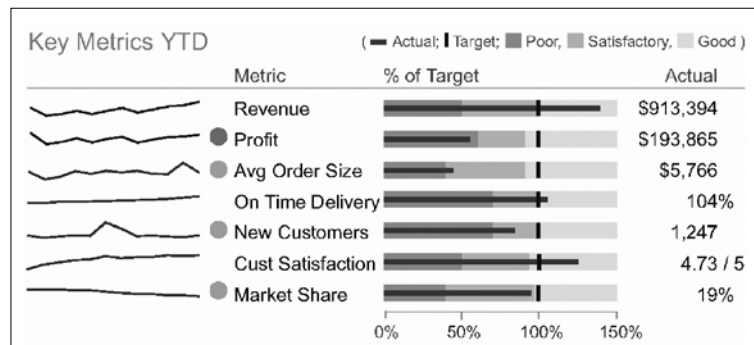 Key Metrics YTD
( Actual; Target; Poor, Satisfactory, Good )
Metric % of Target Actual
Revenue $913,394
Profit $193,865
Avg Order Size $5,766
On Time Delivery 104%
New Customers 1,247
Cust Satisfaction 4.73 / 5
Market Share 19%
0% 50% 100% 150%